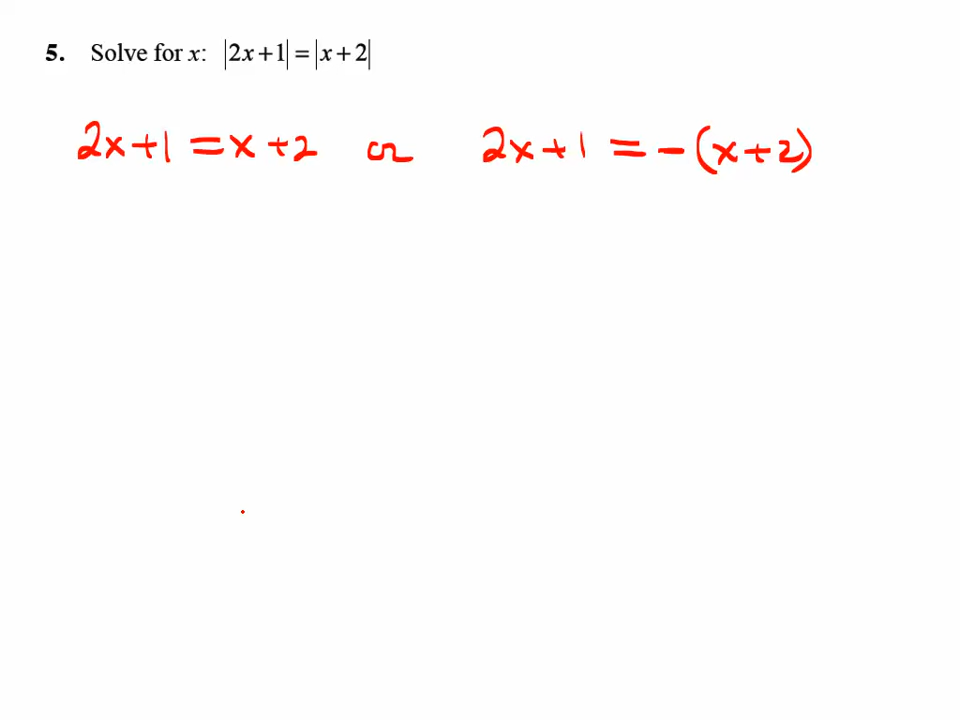 5. Solve for x: |2x+1| = |x+2|
2x+1 = x+2 or 2x+1 = -(x+2)